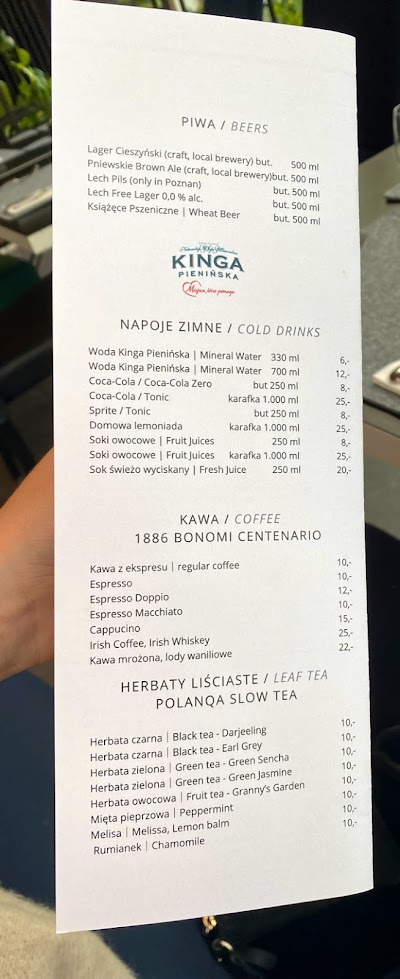 PIWA / BEERS
Lager Cieszyński (craft, local brewery) but. 500 ml
Pniewskie Brown Ale (craft, local brewery)but. 500 ml
Lech Pils (only in Poznan) but. 500 ml
Lech Free Lager 0,0 % alc. but. 500 ml
Książęce Pszeniczne | Wheat Beer but. 500 ml
KINGA
PIENIŃSKA
NAPOJE ZIMNE / COLD DRINKS
Woda Kinga Pienińska | Mineral Water 330 ml 6,-
Woda Kinga Pienińska | Mineral Water 700 ml 12,-
Coca-Cola / Coca-Cola Zero but 250 ml 8,-
Coca-Cola / Tonic karafka 1.000 ml 25,-
Sprite / Tonic but 250 ml 8,-
Domowa lemoniada karafka 1.000 ml 25,-
Soki owocowe | Fruit Juices 250 ml 8,-
Soki owocowe | Fruit Juices karafka 1.000 ml 25,-
Sok świeżo wyciskany | Fresh Juice 250 ml 20,-
KAWA / COFFEE
1886 BONOMI CENTENARIO
Kawa z ekspresu | regular coffee 10,-
Espresso 10,-
Espresso Doppio 12,-
Espresso Macchiato 10,-
Cappucino 15,-
Irish Coffee, Irish Whiskey 25,-
Kawa mrożona, lody waniliowe 22,-
HERBATY LIŚCIASTE / LEAF TEA
POLANQA SLOW TEA
Herbata czarna | Black tea - Darjeeling 10,-
Herbata czarna | Black tea - Earl Grey 10,-
Herbata zielona | Green tea - Green Sencha 10,-
Herbata zielona | Green tea - Green Jasmine 10,-
Herbata owocowa | Fruit tea - Granny's Garden 10,-
Mięta pieprzowa | Peppermint 10,-
Melisa | Melissa, Lemon balm 10,-
Rumianek | Chamomile 10,-